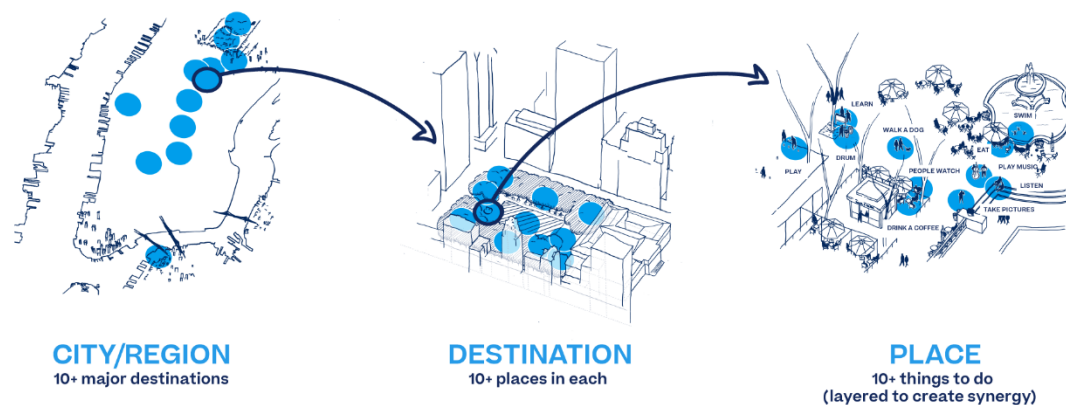 LEARN
SWIM
WALK A DOG
EAT
DRUM
PLAY
PEOPLE WATCH
PLAY MUSIC
LISTEN
TAKE PICTURES
DRINK A COFFEE
CITY/REGION
10+ major destinations
DESTINATION
10+ places in each
PLACE
10+ things to do
(layered to create synergy)